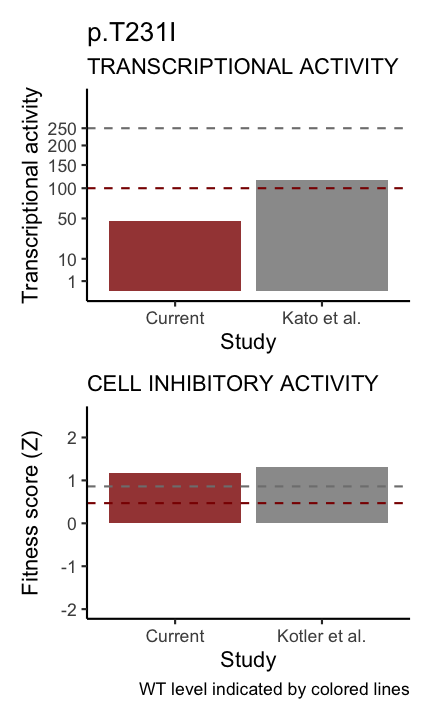 p.T231I
TRANSCRIPTIONAL ACTIVITY
Transcriptional activity
250
200
150
100
50
10
1
Current
Kato et al.
Study
CELL INHIBITORY ACTIVITY
Fitness score (Z)
2
1
0
-1
-2
Current
Kotler et al.
Study
WT level indicated by colored lines